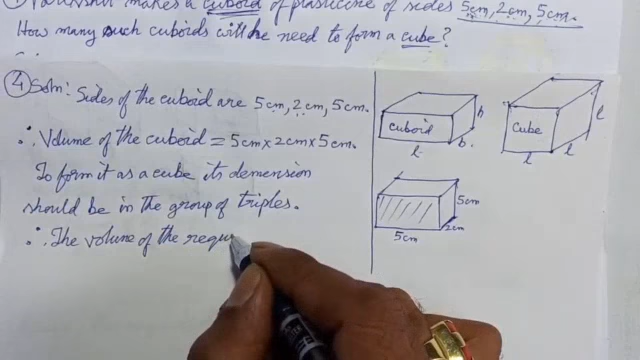 makes a cuboid of plasticine of sides 5cm, 2cm, 5cm.
How many such cuboids will he need to form a cube?
④ Soln: Sides of the cuboid are 5cm, 2cm, 5cm.
∴ Volume of the cuboid = 5cm × 2cm × 5cm.
To form it as a cube its demension
should be in the group of triples.
∴ The volume of the requ
cuboid
h
b.
l.
Cube
l
l
l
5cm
2cm
5cm